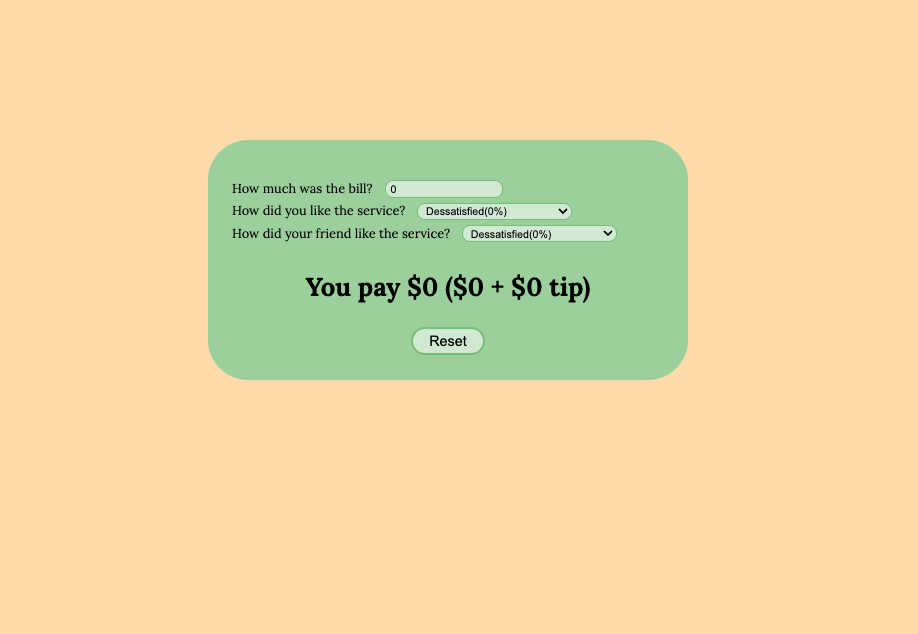 How much was the bill? 0
How did you like the service? Dessatisfied(0%)
How did your friend like the service? Dessatisfied(0%)
You pay $0 ($0 + $0 tip)
Reset